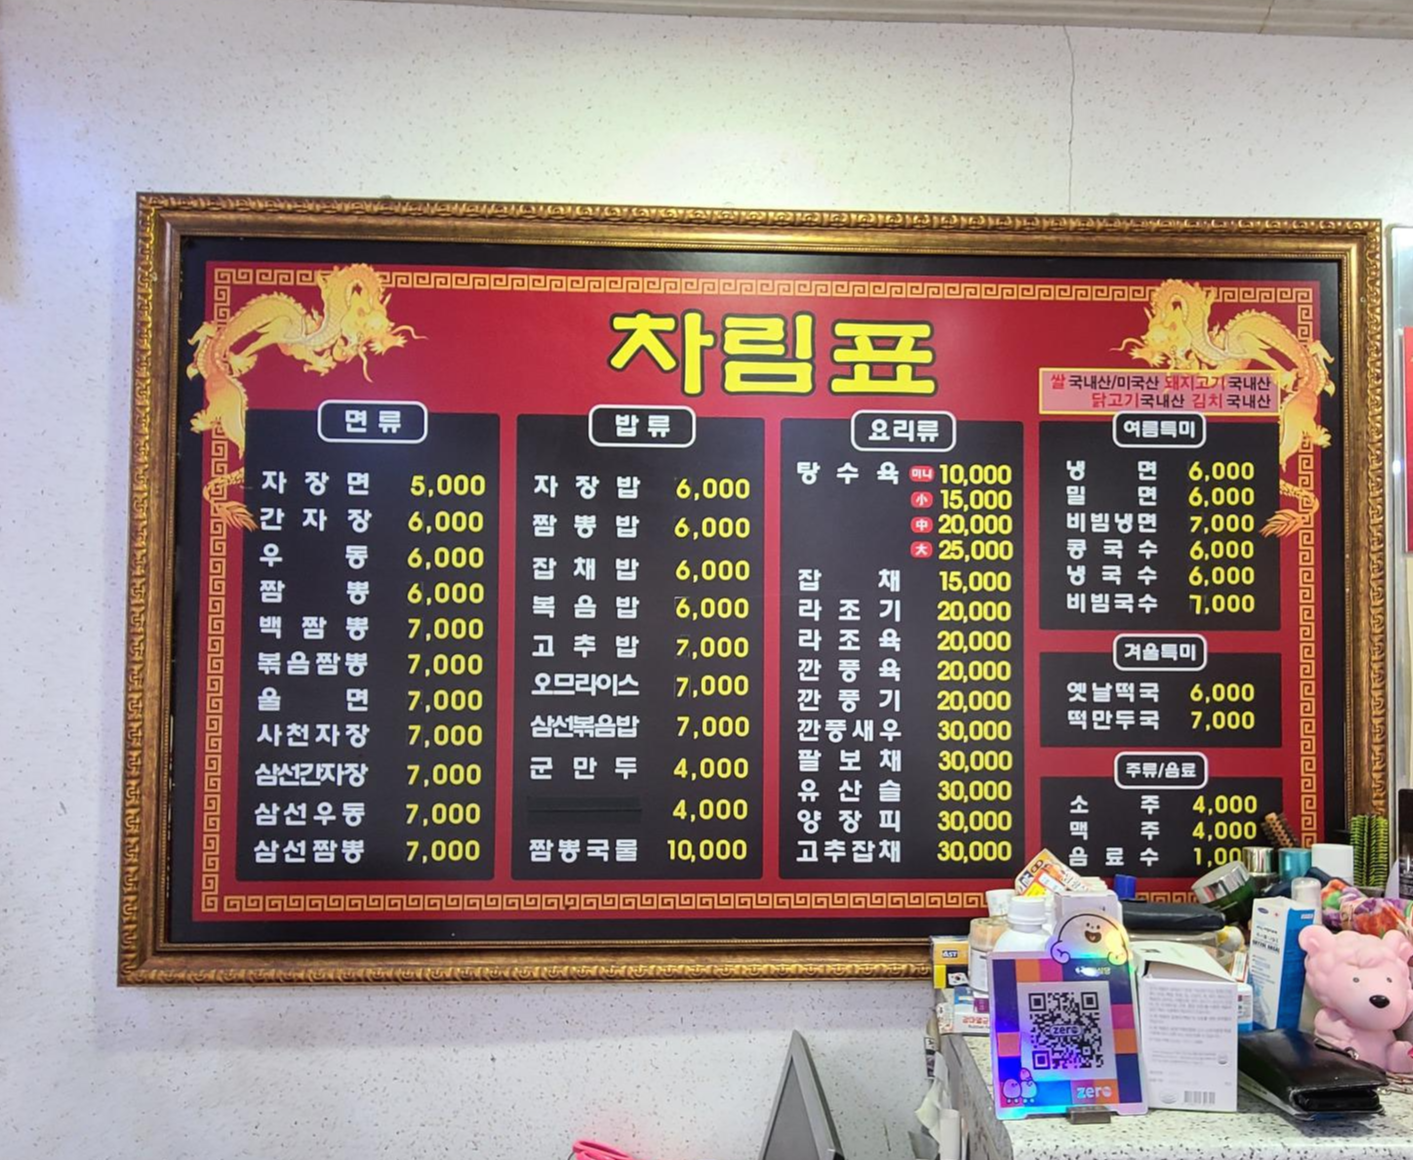 차림표
쌀 국내산/미국산 돼지고기 국내산
닭고기국내산 김치 국내산
면류
자장면 5,000
간자장 6,000
우동 6,000
짬뽕 6,000
백짬뽕 7,000
볶음짬뽕 7,000
울면 7,000
사천자장 7,000
삼선간자장 7,000
삼선우동 7,000
삼선짬뽕 7,000
밥류
자장밥 6,000
짬뽕밥 6,000
잡채밥 6,000
복음밥 6,000
고추밥 7,000
오므라이스 7,000
삼선볶음밥 7,000
군만두 4,000
4,000
짬뽕국물 10,000
요리류
탕수육 미니 10,000
小 15,000
中 20,000
大 25,000
잡채 15,000
라조기 20,000
라조육 20,000
깐풍육 20,000
깐풍기 20,000
깐풍새우 30,000
팔보채 30,000
유산슬 30,000
양장피 30,000
고추잡채 30,000
여름특미
냉면 6,000
밀면 6,000
비빔냉면 7,000
콩국수 6,000
냉국수 6,000
비빔국수 7,000
겨울특미
옛날떡국 6,000
떡만두국 7,000
주류/음료
소주 4,000
맥주 4,000
음료수 1,00
zero
zero